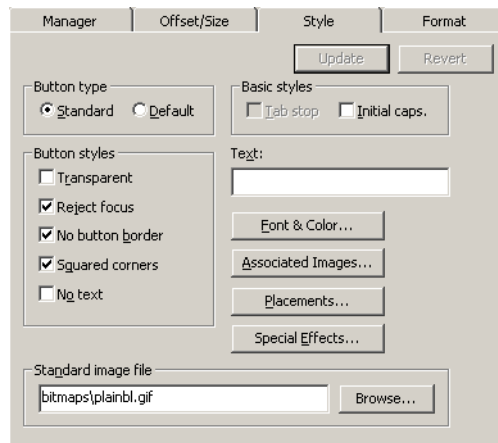 Manager Offset/Size Style Format
Update Revert
Button type
Standard Default
Basic styles
Tab stop Initial caps.
Button styles
Transparent
Reject focus
No button border
Squared corners
No text
Text:
Font & Color...
Associated Images...
Placements...
Special Effects...
Standard image file
bitmaps\plainbl.gif Browse...